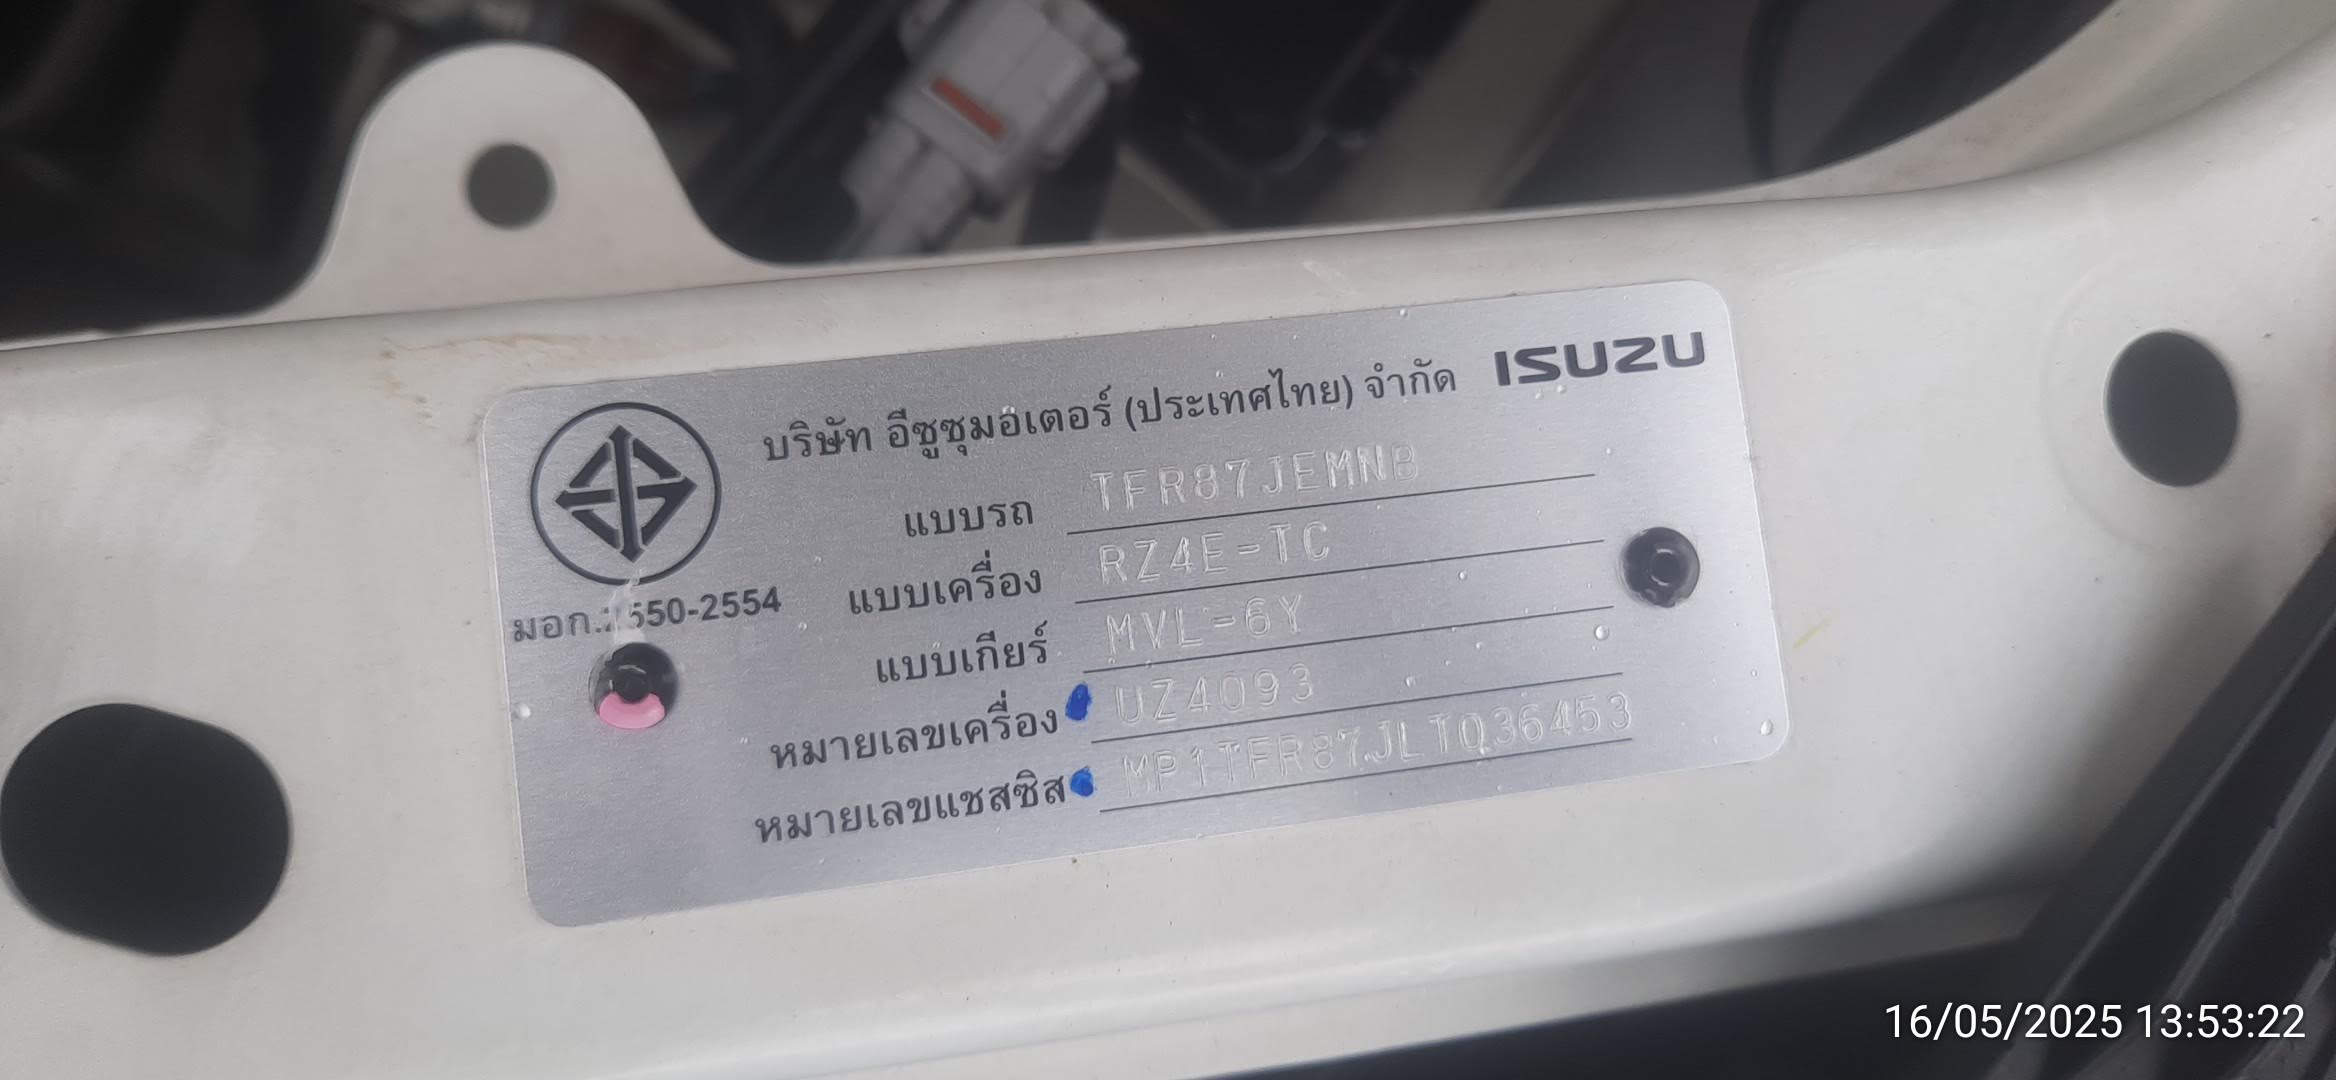 บริษัท อีซูซุมอเตอร์ (ประเทศไทย) จำกัด ISUZU
แบบรถ TFR87JEMNB
แบบเครื่อง RZ4E-TC
มอก.2550-2554
แบบเกียร์ MVL-6Y
หมายเลขเครื่อง UZ4093
หมายเลขแชสซิส MP1TFR87JLT036453
16/05/2025 13:53:22